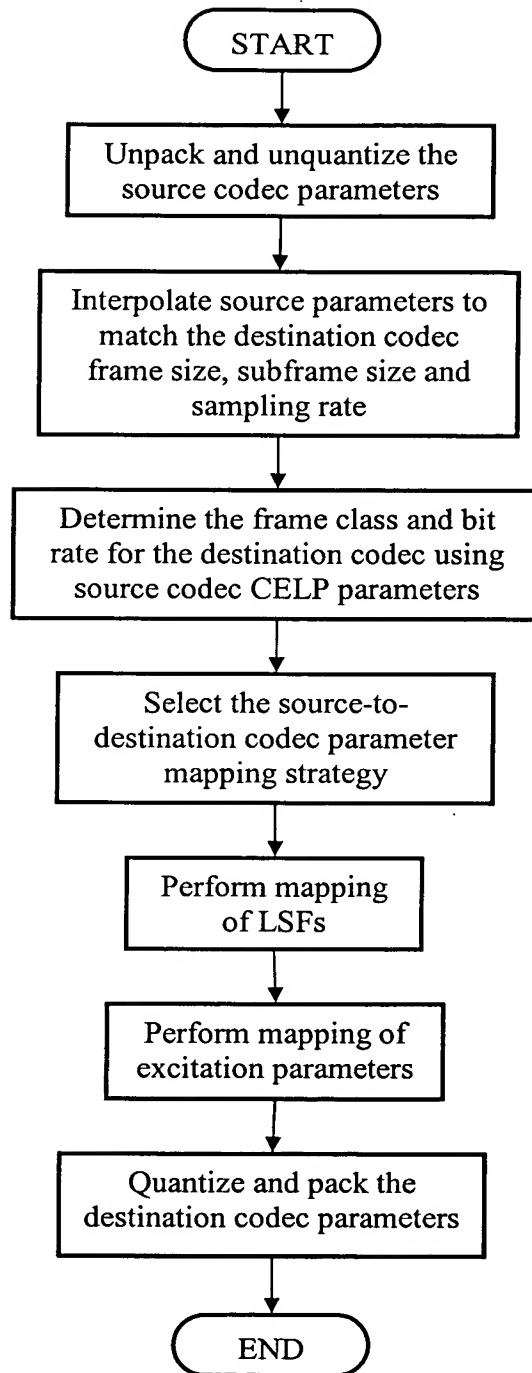 START
Unpack and unquantize the
source codec parameters
Interpolate source parameters to
match the destination codec
frame size, subframe size and
sampling rate
Determine the frame class and bit
rate for the destination codec using
source codec CELP parameters
Select the source-to-
destination codec parameter
mapping strategy
Perform mapping
of LSFs
Perform mapping of
excitation parameters
Quantize and pack the
destination codec parameters
END